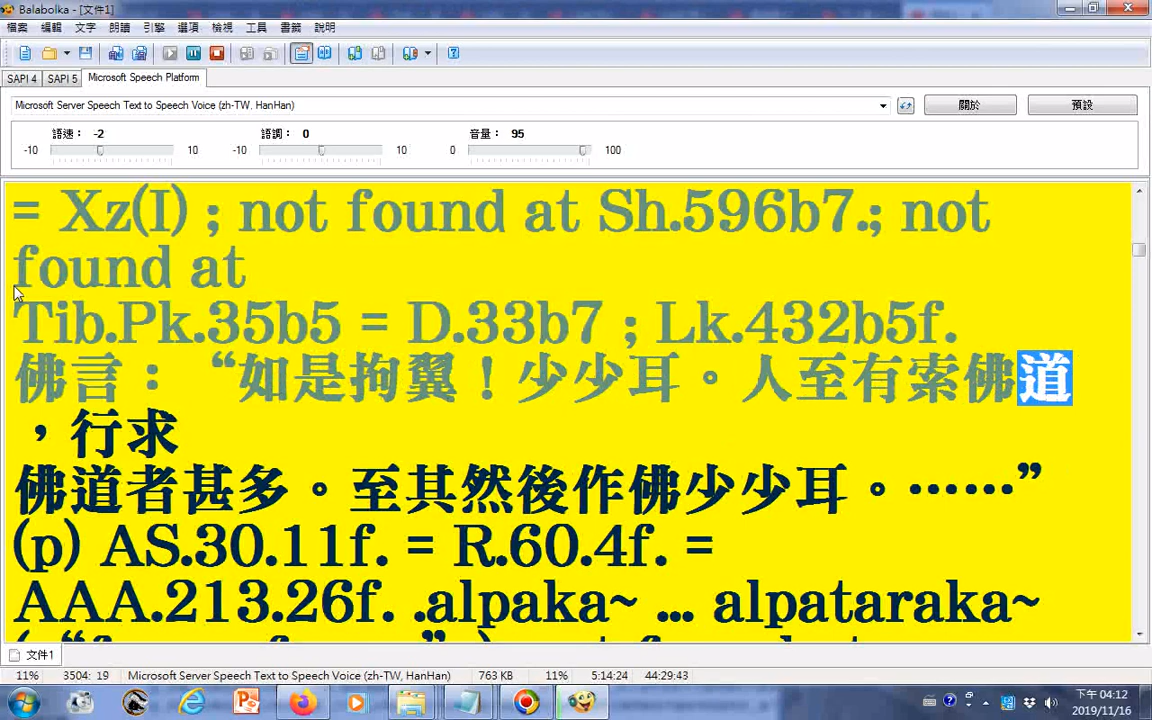 Balabolka - [文件1]
檔案 編輯 文字 朗讀 引擎 選項 檢視 工具 書籤 說明
SAPI 4 SAPI 5 Microsoft Speech Platform
Microsoft Server Speech Text to Speech Voice (zh-TW, HanHan) 關於 預設
語速： -2 語調： 0 音量： 95
-10 10 -10 10 0 100
= Xz(I) ; not found at Sh.596b7.; not
found at
Tib.Pk.35b5 = D.33b7 ; Lk.432b5f.
佛言：“如是拘翼！少少耳。人至有索佛道
，行求
佛道者甚多。至其然後作佛少少耳。……”
(p) AS.30.11f. = R.60.4f. =
AAA.213.26f. .alpaka~ ... alpataraka~
文件1
11% 3504: 19 Microsoft Server Speech Text to Speech Voice (zh-TW, HanHan) 763 KB 11% 5:14:24 44:29:43
下午 04:12
2019/11/16